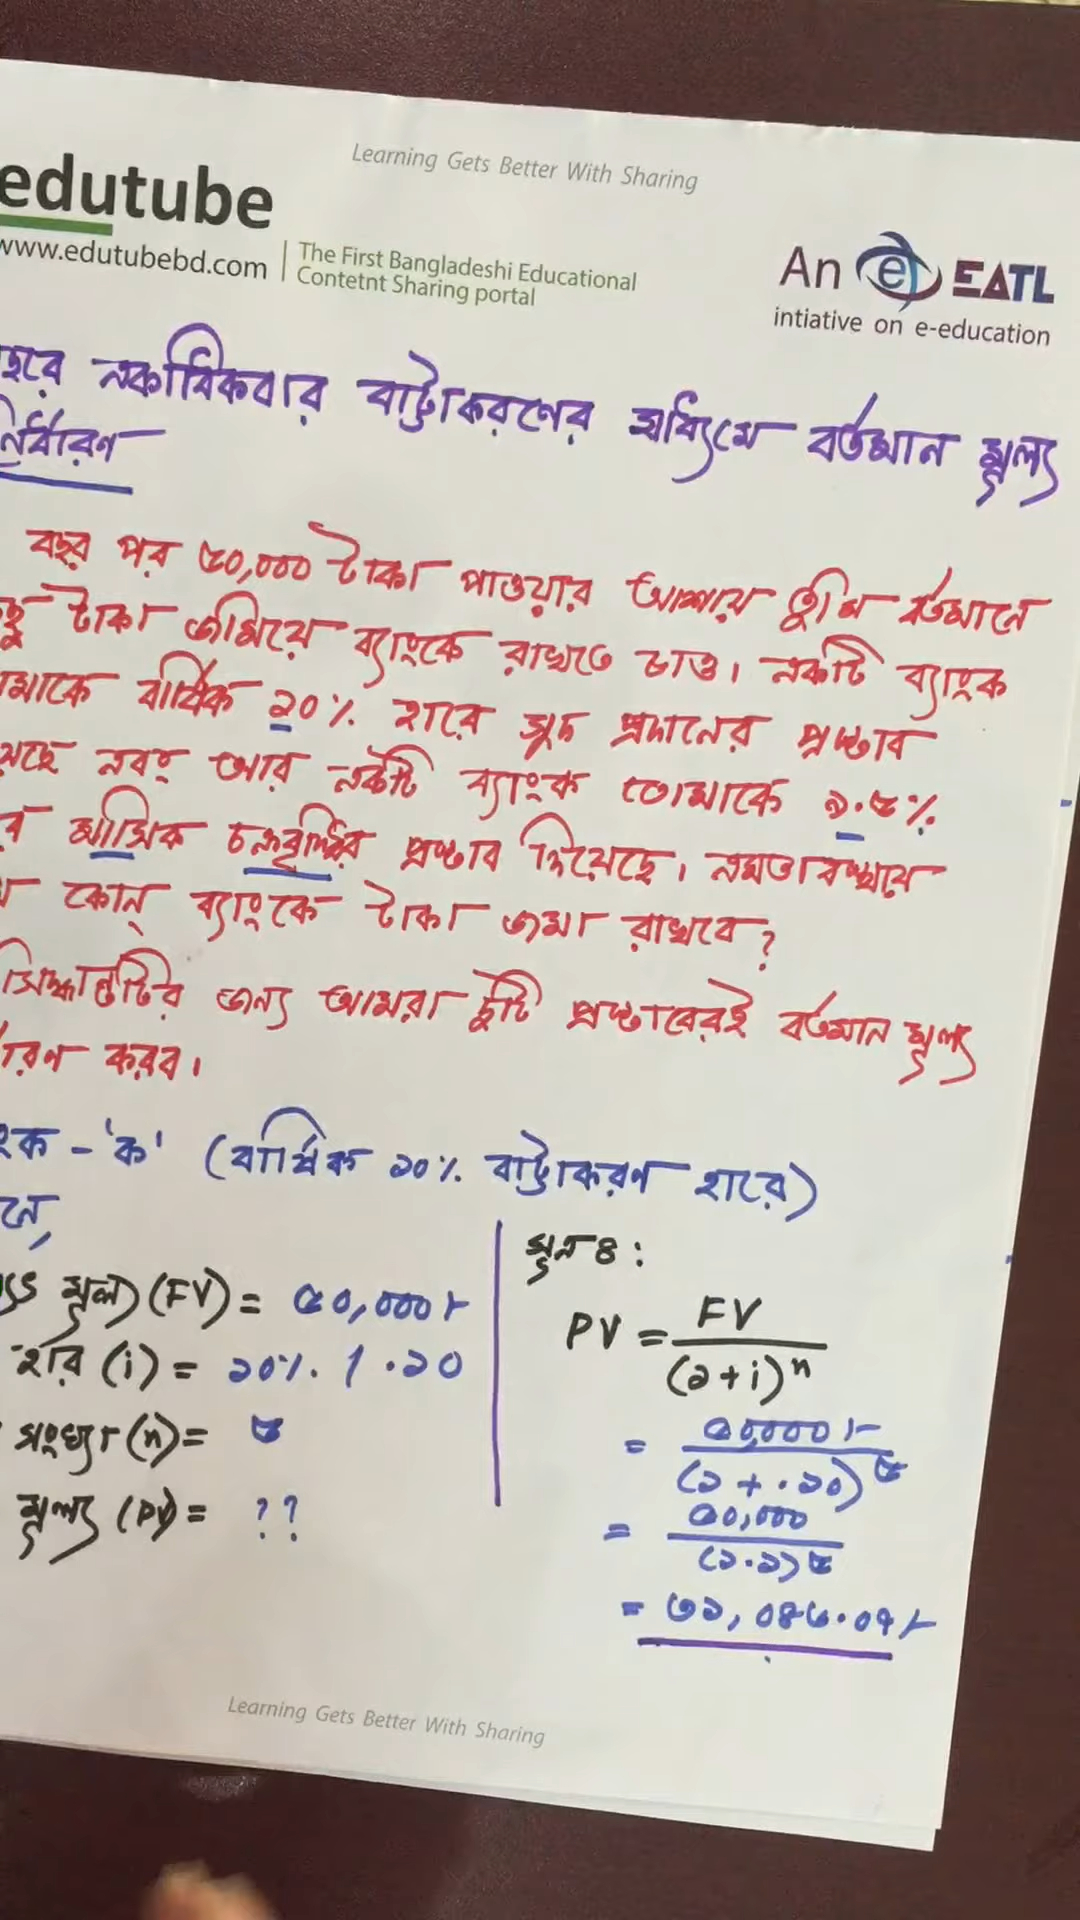 Learning Gets Better With Sharing
edutube
www.edutubebd.com | The First Bangladeshi Educational
Contetnt Sharing portal
An e EATL
intiative on e-education
একাধিকবার বাট্টাকরণের মাধ্যমে বর্তমান মূল্য
নির্ধারণ
বছর পর ৫০,০০০ টাকা পাওয়ার আশায় তুমি বর্তমানে
টাকা জমিয়ে ব্যাংকে রাখতে চাও। একটি ব্যাংক
মাকে বার্ষিক ১০% হারে সুদ প্রদানের প্রস্তাব
য়েছে এবং আর একটি ব্যাংক তোমাকে ৯.৫%
মাসিক চক্রবৃদ্ধির প্রস্তাব দিয়েছে। এমতাবস্থায়
কোন্ ব্যাংকে টাকা জমা রাখবে?
সিদ্ধান্তটির জন্য আমরা দুটি প্রস্তাবেরই বর্তমান মূল্য
রণ করব।
ংক - 'ক' (বার্ষিক ১০% বাট্টাকরণ হারে)
নে,
মূল্য (FV) = ৫০,০০০৳
হার (i) = ১০% / .১০
সংখ্যা (n) = ৫
মূল্য (PV) = ??
সূত্রঃ :
PV = FV
(১+i)ⁿ
= ৫০,০০০৳
(১ + .১০)৫
= ৫০,০০০
(১.১)৫
= ৩১,০৪৬.০৭৳
Learning Gets Better With Sharing